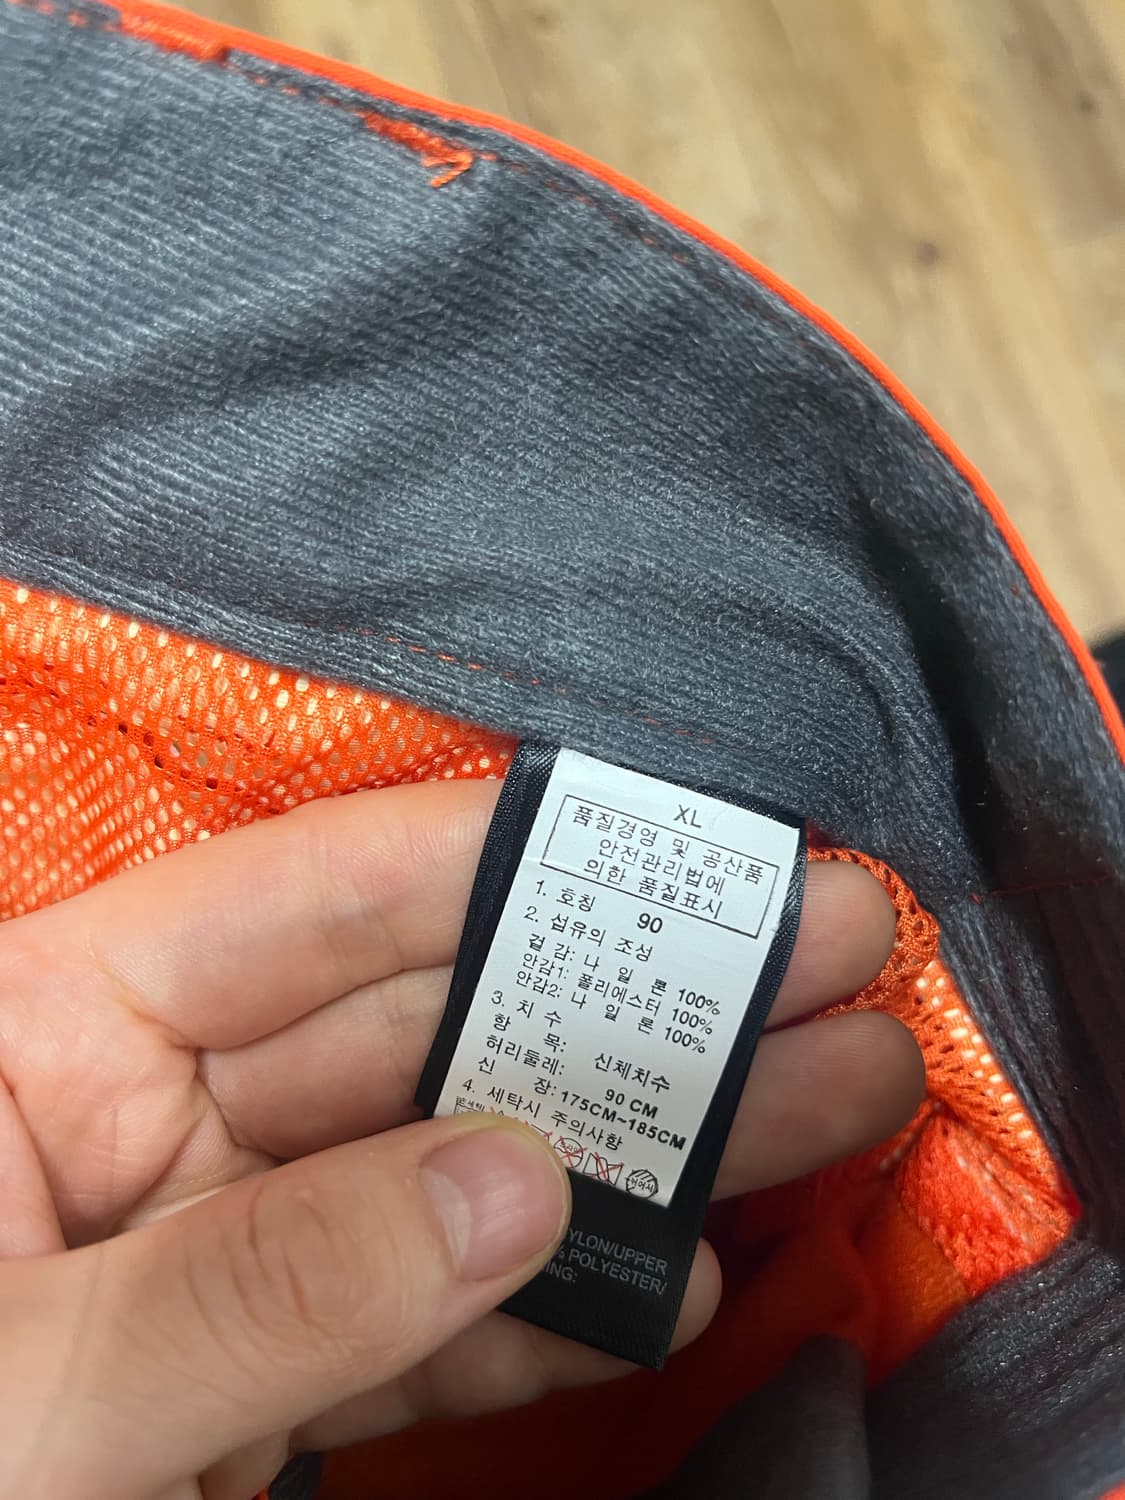 XL
품질경영 및 공산품
안전관리법에
의한 품질표시
1. 호칭 90
2. 섬유의 조성
겉 감: 나 일 론 100%
안감1: 폴리에스터 100%
안감2: 나 일 론 100%
3. 치 수
항 목: 신체치수
허리둘레: 90 CM
신 장: 175CM~185CM
4. 세탁시 주의사항
YLON/UPPER
% POLYESTER/
ING: